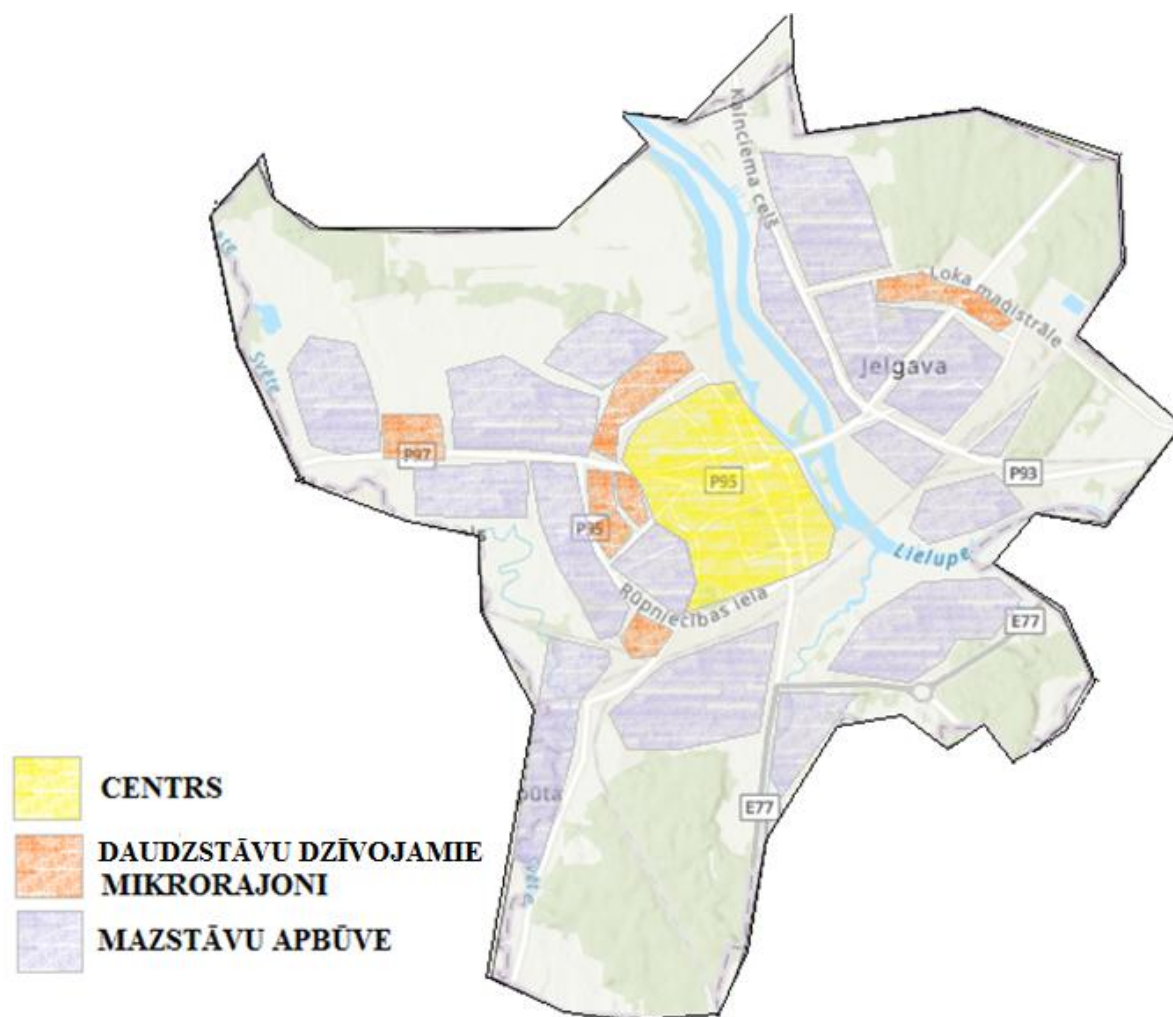 Kalnciema ceļš
Loka maģistrāle
Jelgava
Svēte
P97
P95
P95
P93
Lielupe
Rūpniecības iela
E77
E77
Svēte
CENTRS
DAUDZSTĀVU DZĪVOJAMIE
MIKRORAJONI
MAZSTĀVU APBŪVE